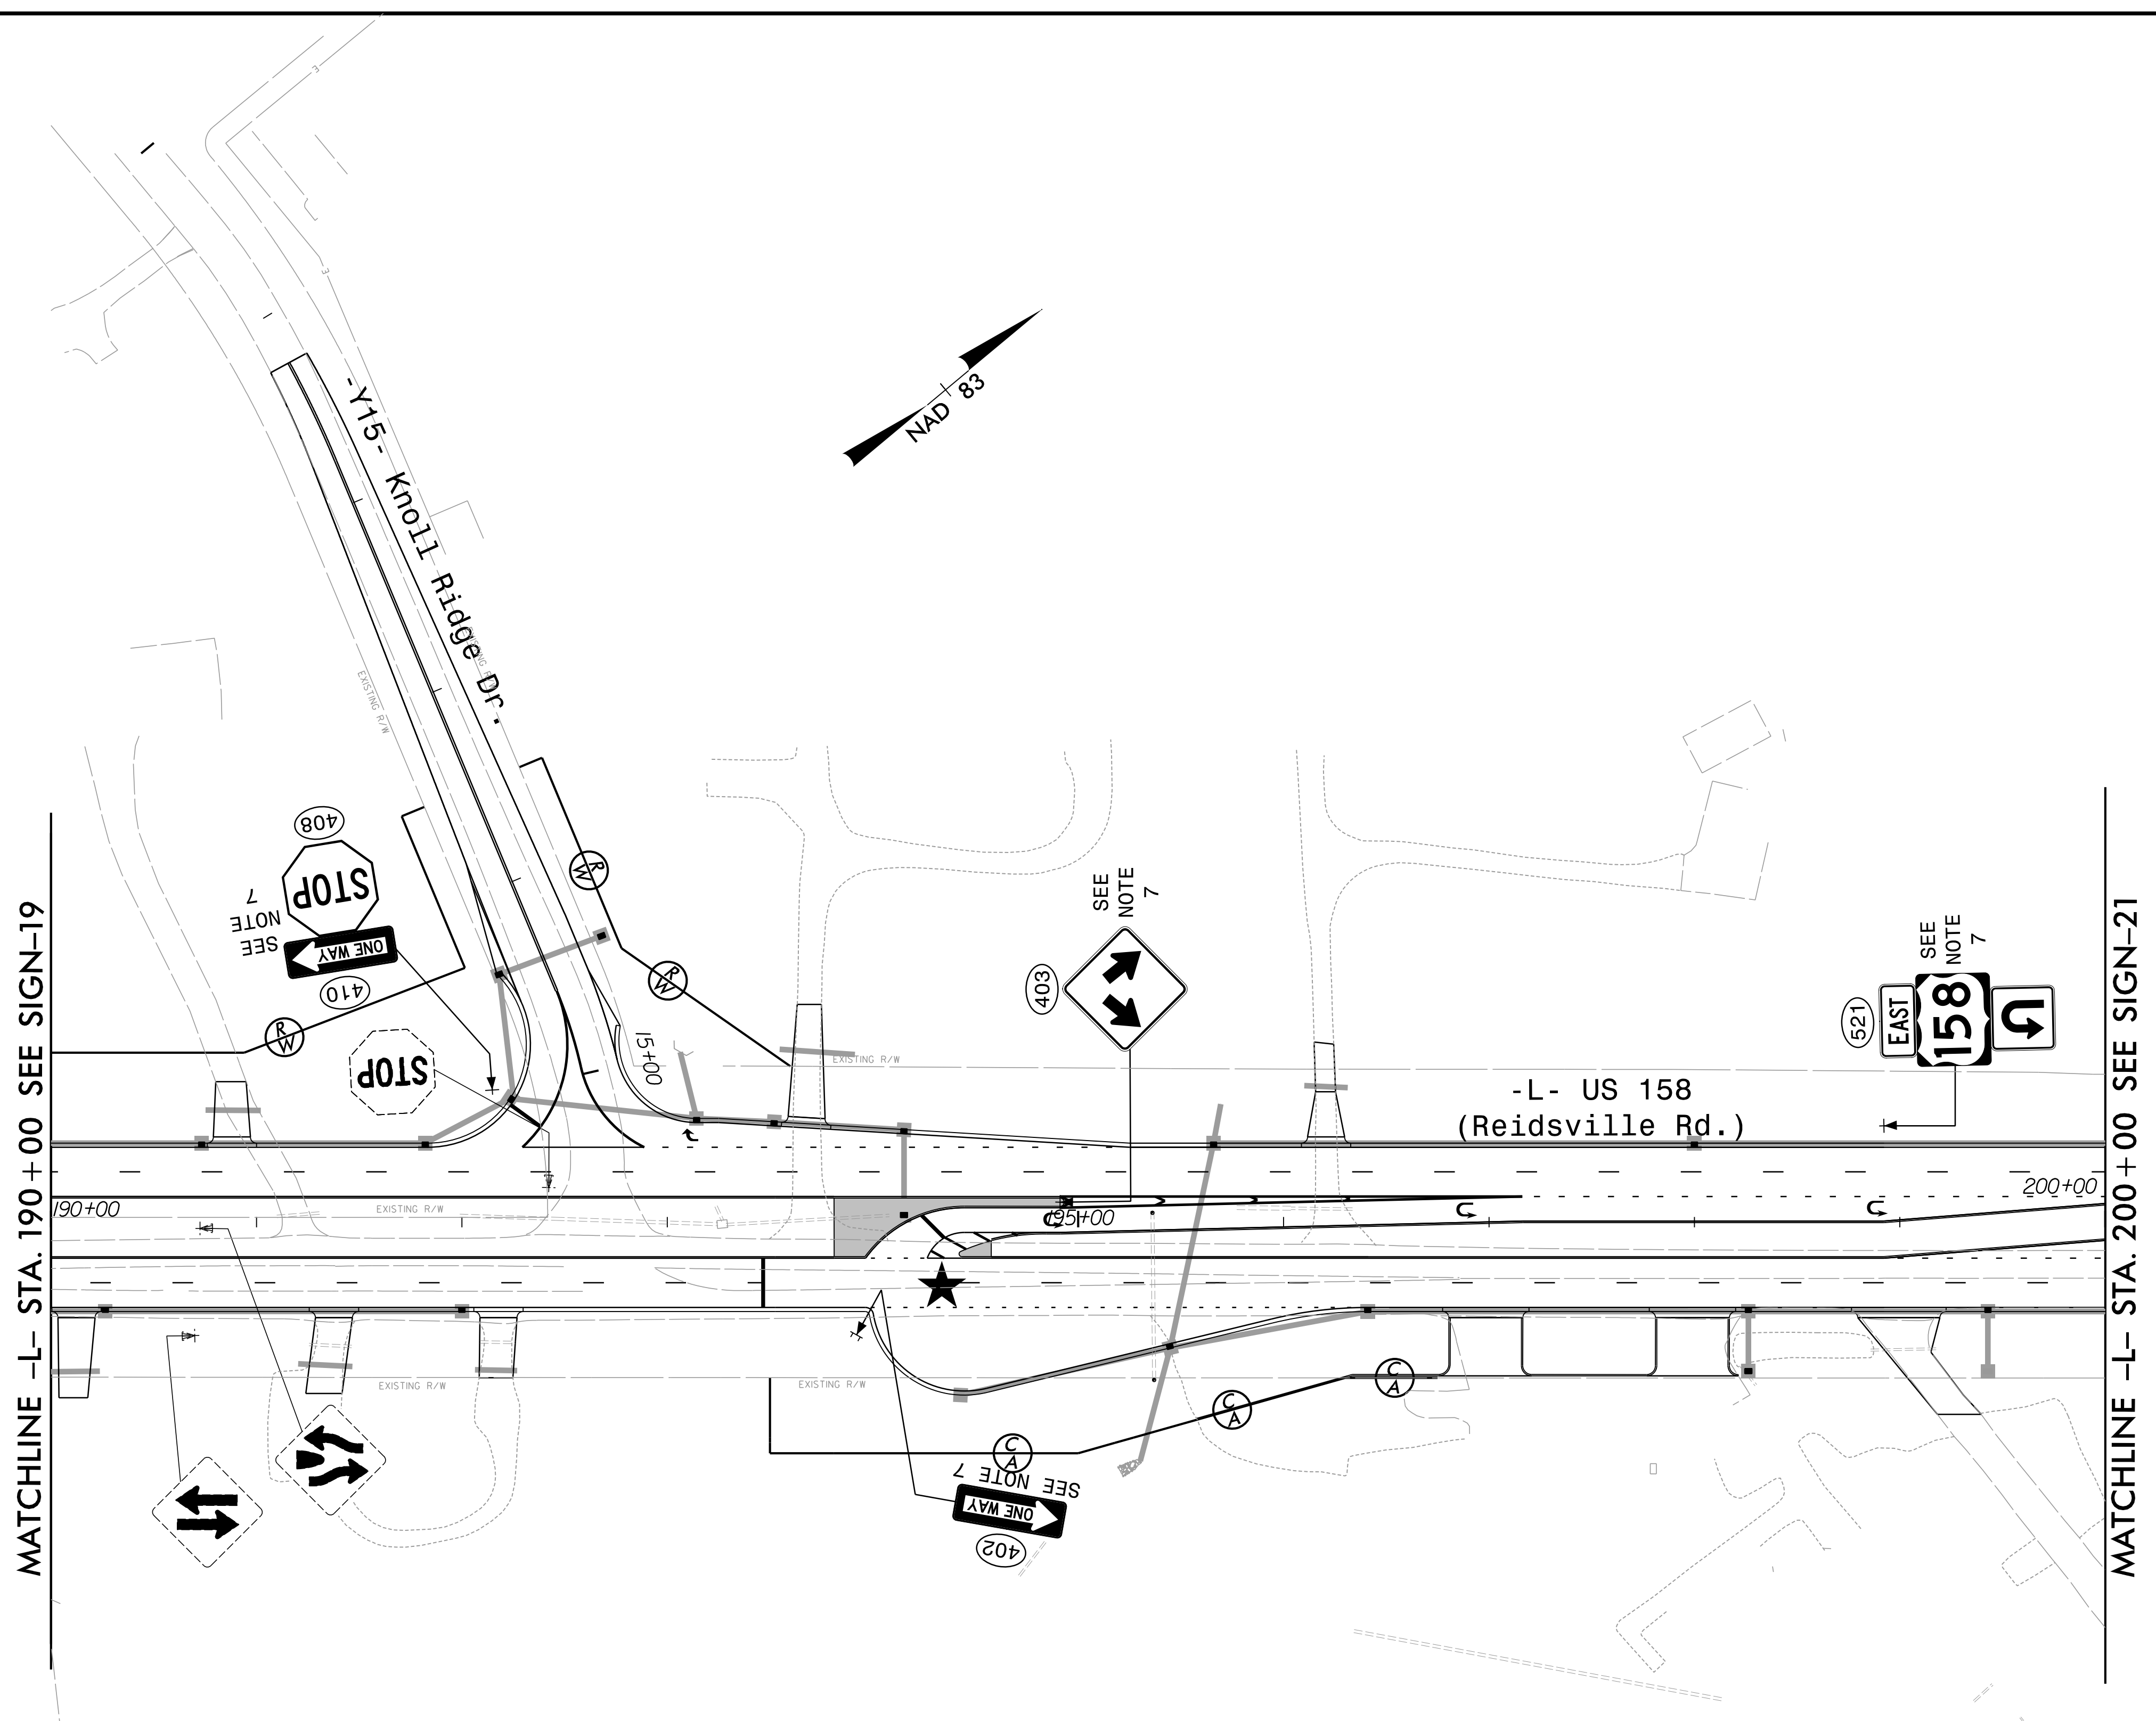 MATCHLINE -L- STA. 190+00 SEE SIGN-19
-Y15- Knoll Ridge Dr.
NAD 83
EXISTING R/W
408
STOP
SEE
NOTE
7
ONE WAY
410
R/W
R/W
R/W
STOP
15+00
EXISTING R/W
SEE
NOTE
7
403
SEE
NOTE
7
521
EAST
158
-L- US 158
(Reidsville Rd.)
190+00
EXISTING R/W
195+00
200+00
EXISTING R/W
EXISTING R/W
C/A
C/A
C/A
SEE NOTE 7
ONE WAY
402
E
E
MATCHLINE -L- STA. 200+00 SEE SIGN-21